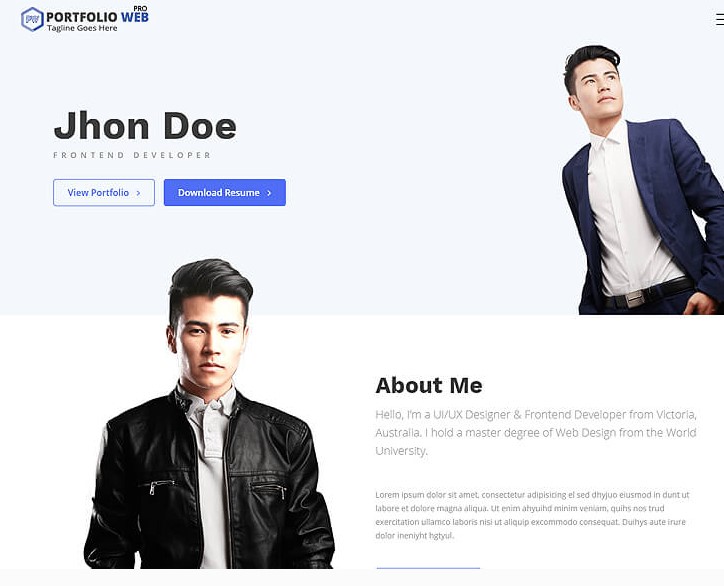 PRO
PORTFOLIO WEB
Tagline Goes Here
Jhon Doe
FRONTEND DEVELOPER
View Portfolio >
Download Resume >
About Me
Hello, I'm a UI/UX Designer & Frontend Developer from Victoria,
Australia. I hold a master degree of Web Design from the World
University.
Lorem ipsum dolor sit amet, consectetur adipisicing el sed dhyjuo eiusmod in dunt ut
labore et dolore magna aliqua. Ut enim ahyuihd minim veniam, quihs nos trud
exercitation ullamco laboris nisi ut aliquip excommodo consequat. Duihys aute irure
dolor ineniyht hgtyul.